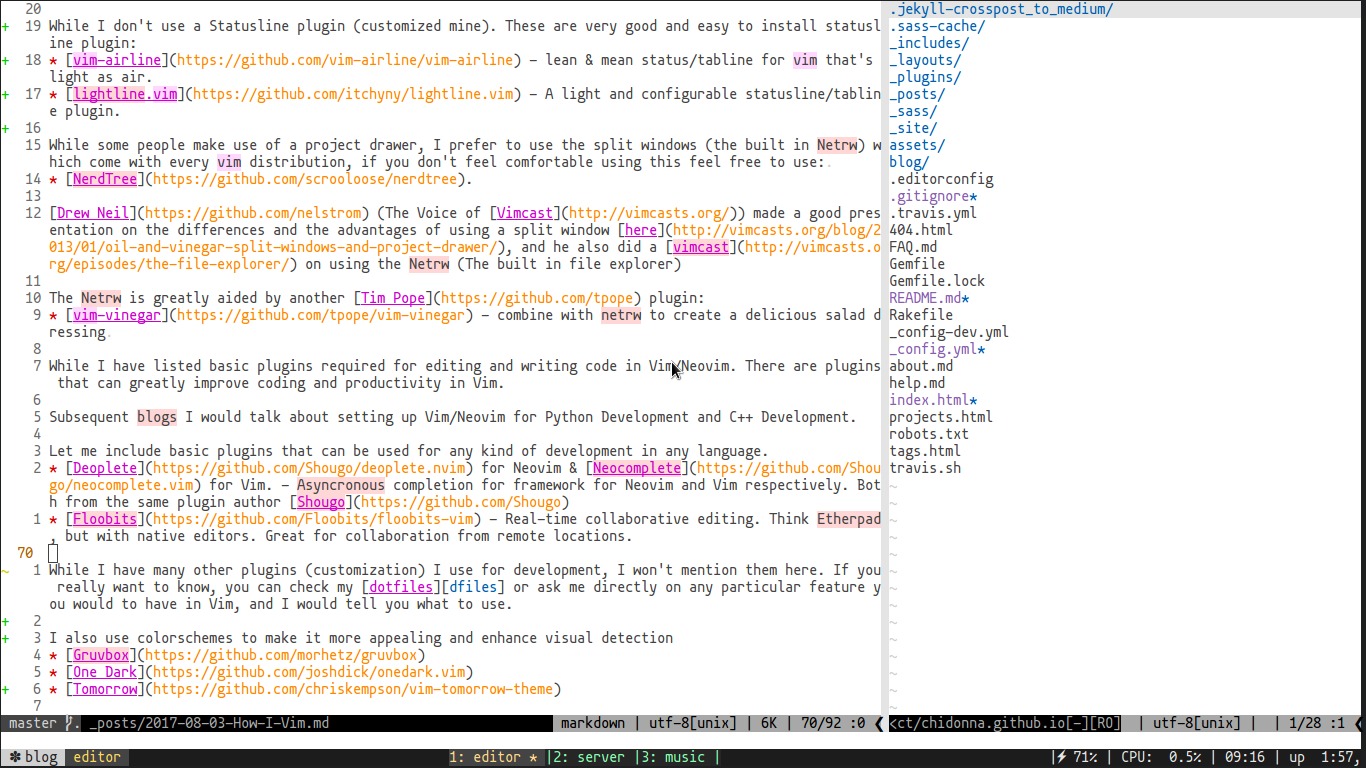 20
+ 19 While I don't use a Statusline plugin (customized mine). These are very good and easy to install statusl
ine plugin:
+ 18 * [vim-airline](https://github.com/vim-airline/vim-airline) – lean & mean status/tabline for vim that's
light as air.
+ 17 * [lightline.vim](https://github.com/itchyny/lightline.vim) – A light and configurable statusline/tablin
e plugin.
+ 16
15 While some people make use of a project drawer, I prefer to use the split windows (the built in Netrw) w
hich come with every vim distribution, if you don't feel comfortable using this feel free to use:
14 * [NerdTree](https://github.com/scrooloose/nerdtree).
13
12 [Drew Neil](https://github.com/nelstrom) (The Voice of [Vimcast](http://vimcasts.org/)) made a good pres
entation on the differences and the advantages of using a split window [here](http://vimcasts.org/blog/2
013/01/oil-and-vinegar-split-windows-and-project-drawer/), and he also did a [vimcast](http://vimcasts.o
rg/episodes/the-file-explorer/) on using the Netrw (The built in file explorer)
11
10 The Netrw is greatly aided by another [Tim Pope](https://github.com/tpope) plugin:
9 * [vim-vinegar](https://github.com/tpope/vim-vinegar) – combine with netrw to create a delicious salad d
ressing
8
7 While I have listed basic plugins required for editing and writing code in Vim/Neovim. There are plugins
that can greatly improve coding and productivity in Vim.
6
5 Subsequent blogs I would talk about setting up Vim/Neovim for Python Development and C++ Development.
4
3 Let me include basic plugins that can be used for any kind of development in any language.
2 * [Deoplete](https://github.com/Shougo/deoplete.nvim) for Neovim & [Neocomplete](https://github.com/Shou
go/neocomplete.vim) for Vim. – Asyncronous completion for framework for Neovim and Vim respectively. Bot
h from the same plugin author [Shougo](https://github.com/Shougo)
1 * [Floobits](https://github.com/Floobits/floobits-vim) – Real-time collaborative editing. Think Etherpad
, but with native editors. Great for collaboration from remote locations.
70
~ 1 While I have many other plugins (customization) I use for development, I won't mention them here. If you
really want to know, you can check my [dotfiles][dfiles] or ask me directly on any particular feature y
ou would to have in Vim, and I would tell you what to use.
+ 2
+ 3 I also use colorschemes to make it more appealing and enhance visual detection
4 * [Gruvbox](https://github.com/morhetz/gruvbox)
5 * [One Dark](https://github.com/joshdick/onedark.vim)
+ 6 * [Tomorrow](https://github.com/chriskempson/vim-tomorrow-theme)
7
.jekyll-crosspost_to_medium/
.sass-cache/
_includes/
_layouts/
_plugins/
_posts/
_sass/
_site/
assets/
blog/
.editorconfig
.gitignore*
.travis.yml
404.html
FAQ.md
Gemfile
Gemfile.lock
README.md*
Rakefile
_config-dev.yml
_config.yml*
about.md
help.md
index.html*
projects.html
robots.txt
tags.html
travis.sh
~
~
~
~
~
~
~
~
~
~
~
~
~
~
master . _posts/2017-08-03-How-I-Vim.md markdown | utf-8[unix] | 6K | 70/92 :0 ❮
<ct/chidonna.github.io[-][RO] | utf-8[unix] | | 1/28 :1 ❮
✽ blog editor 1: editor * |2: server |3: music | |⚡ 71% | CPU: 0.5% | 09:16 | up 1:57,